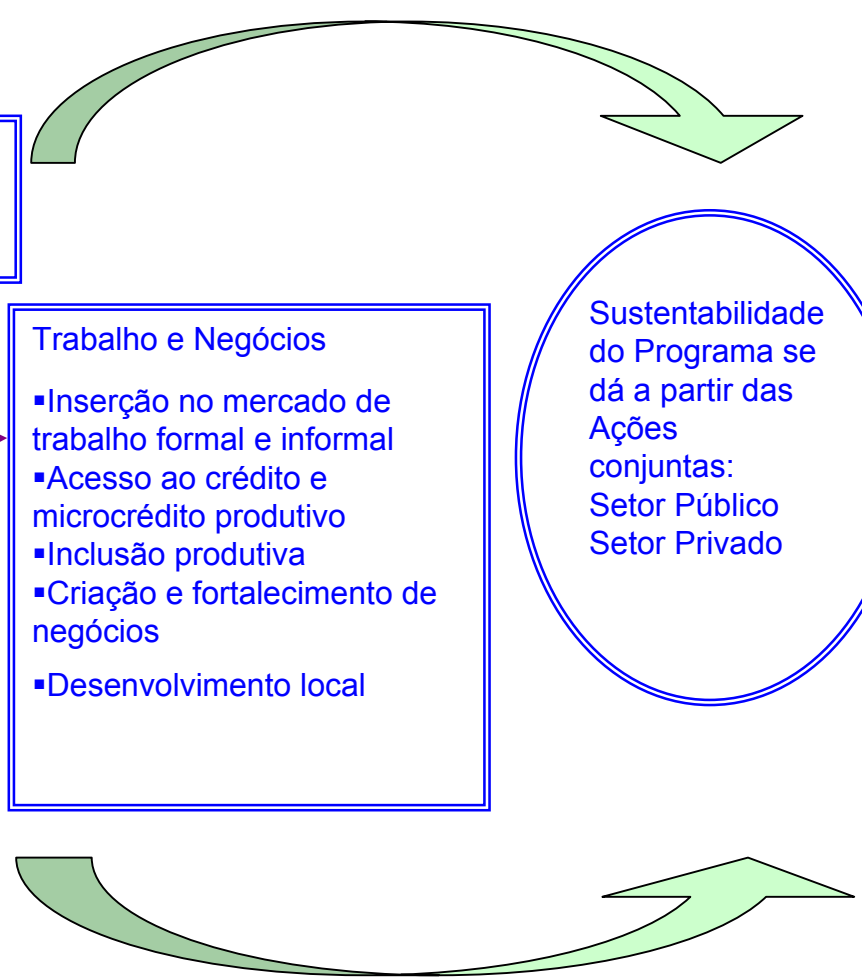 Trabalho e Negócios
▪Inserção no mercado de
trabalho formal e informal
▪Acesso ao crédito e
microcrédito produtivo
▪Inclusão produtiva
▪Criação e fortalecimento de
negócios
▪Desenvolvimento local
Sustentabilidade
do Programa se
dá a partir das
Ações
conjuntas:
Setor Público
Setor Privado